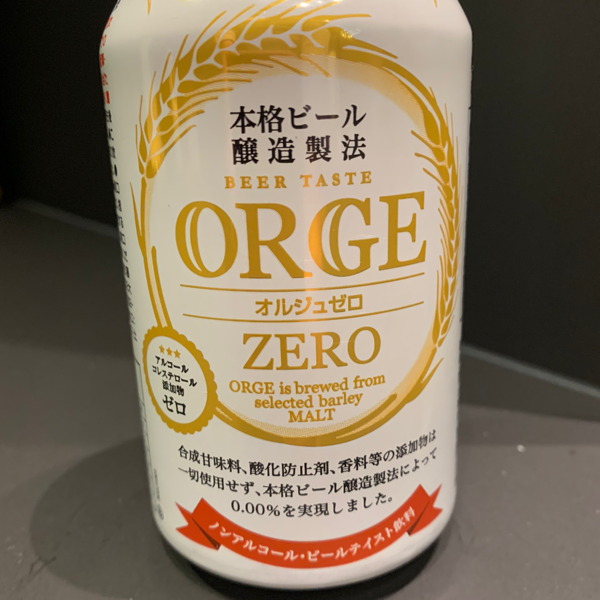 本格ビール
醸造製法
BEER TASTE
ORGE
オルジュゼロ
ZERO
ORGE is brewed from
selected barley
MALT
★★★
アルコール
コレステロール
添加物
ゼロ
合成甘味料、酸化防止剤、香料等の添加物は
一切使用せず、本格ビール醸造製法によって
0.00%を実現しました。
ノンアルコール・ビールテイスト飲料